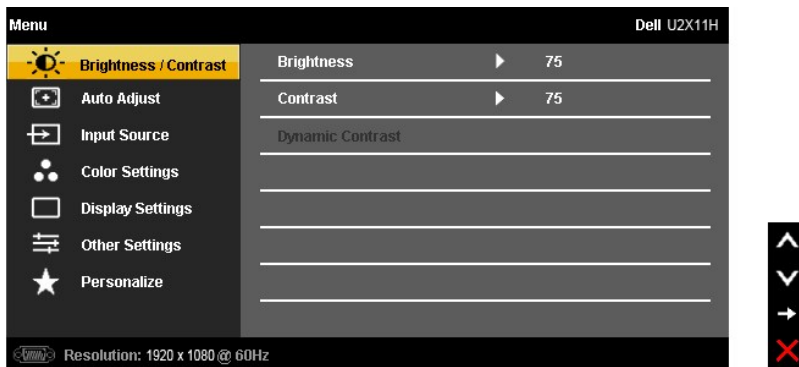 Menu Dell U2X11H
Brightness / Contrast Brightness 75
Auto Adjust Contrast 75
Input Source Dynamic Contrast
Color Settings
Display Settings
Other Settings
Personalize
Resolution: 1920 x 1080 @ 60Hz